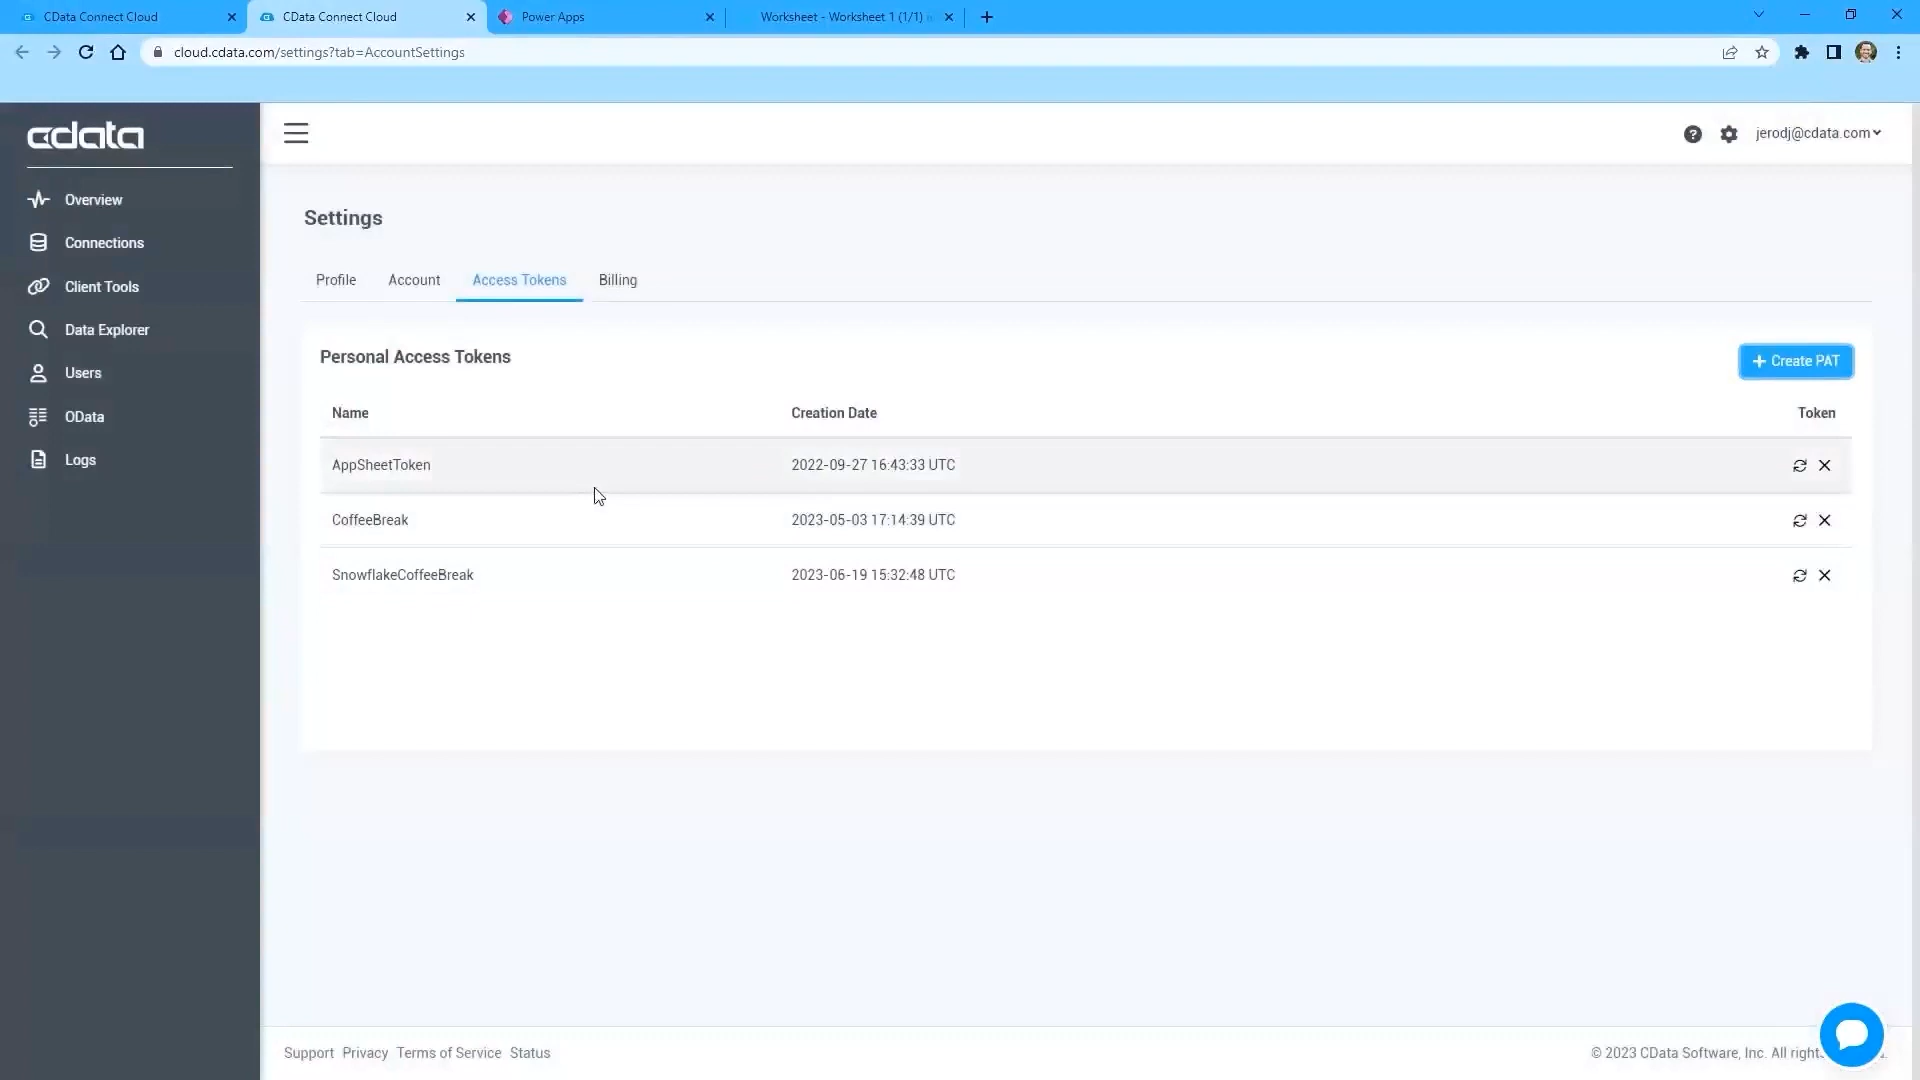 CData Connect Cloud
CData Connect Cloud
Power Apps
Worksheet - Worksheet 1 (1/1)
cloud.cdata.com/settings?tab=AccountSettings
cdata
jerodj@cdata.com
Overview
Connections
Client Tools
Data Explorer
Users
OData
Logs
Settings
Profile
Account
Access Tokens
Billing
Personal Access Tokens
+ Create PAT
Name Creation Date Token
AppSheetToken 2022-09-27 16:43:33 UTC
CoffeeBreak 2023-05-03 17:14:39 UTC
SnowflakeCoffeeBreak 2023-06-19 15:32:48 UTC
Support Privacy Terms of Service Status
© 2023 CData Software, Inc. All